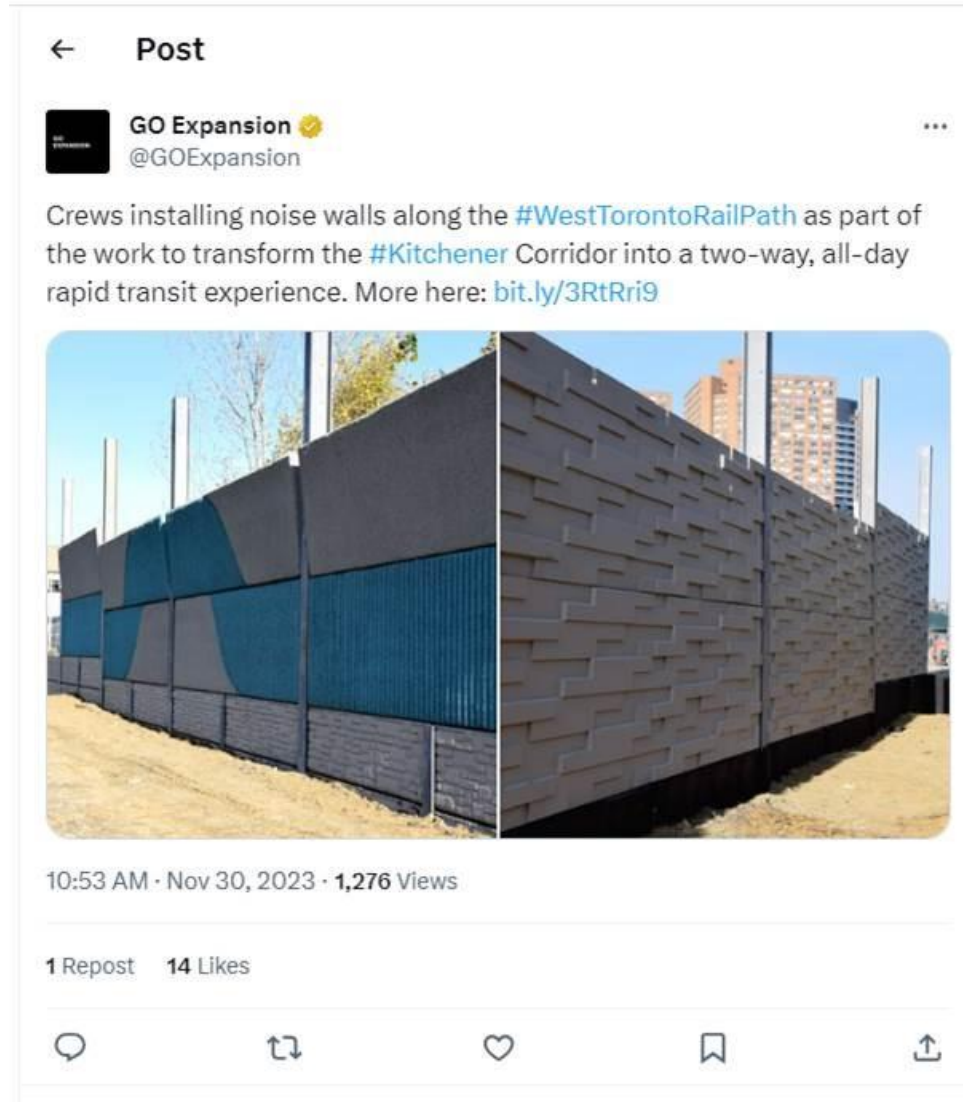 Post
GO Expansion
@GOExpansion
Crews installing noise walls along the #WestTorontoRailPath as part of
the work to transform the #Kitchener Corridor into a two-way, all-day
rapid transit experience. More here: bit.ly/3RtRri9
10:53 AM · Nov 30, 2023 · 1,276 Views
1 Repost 14 Likes